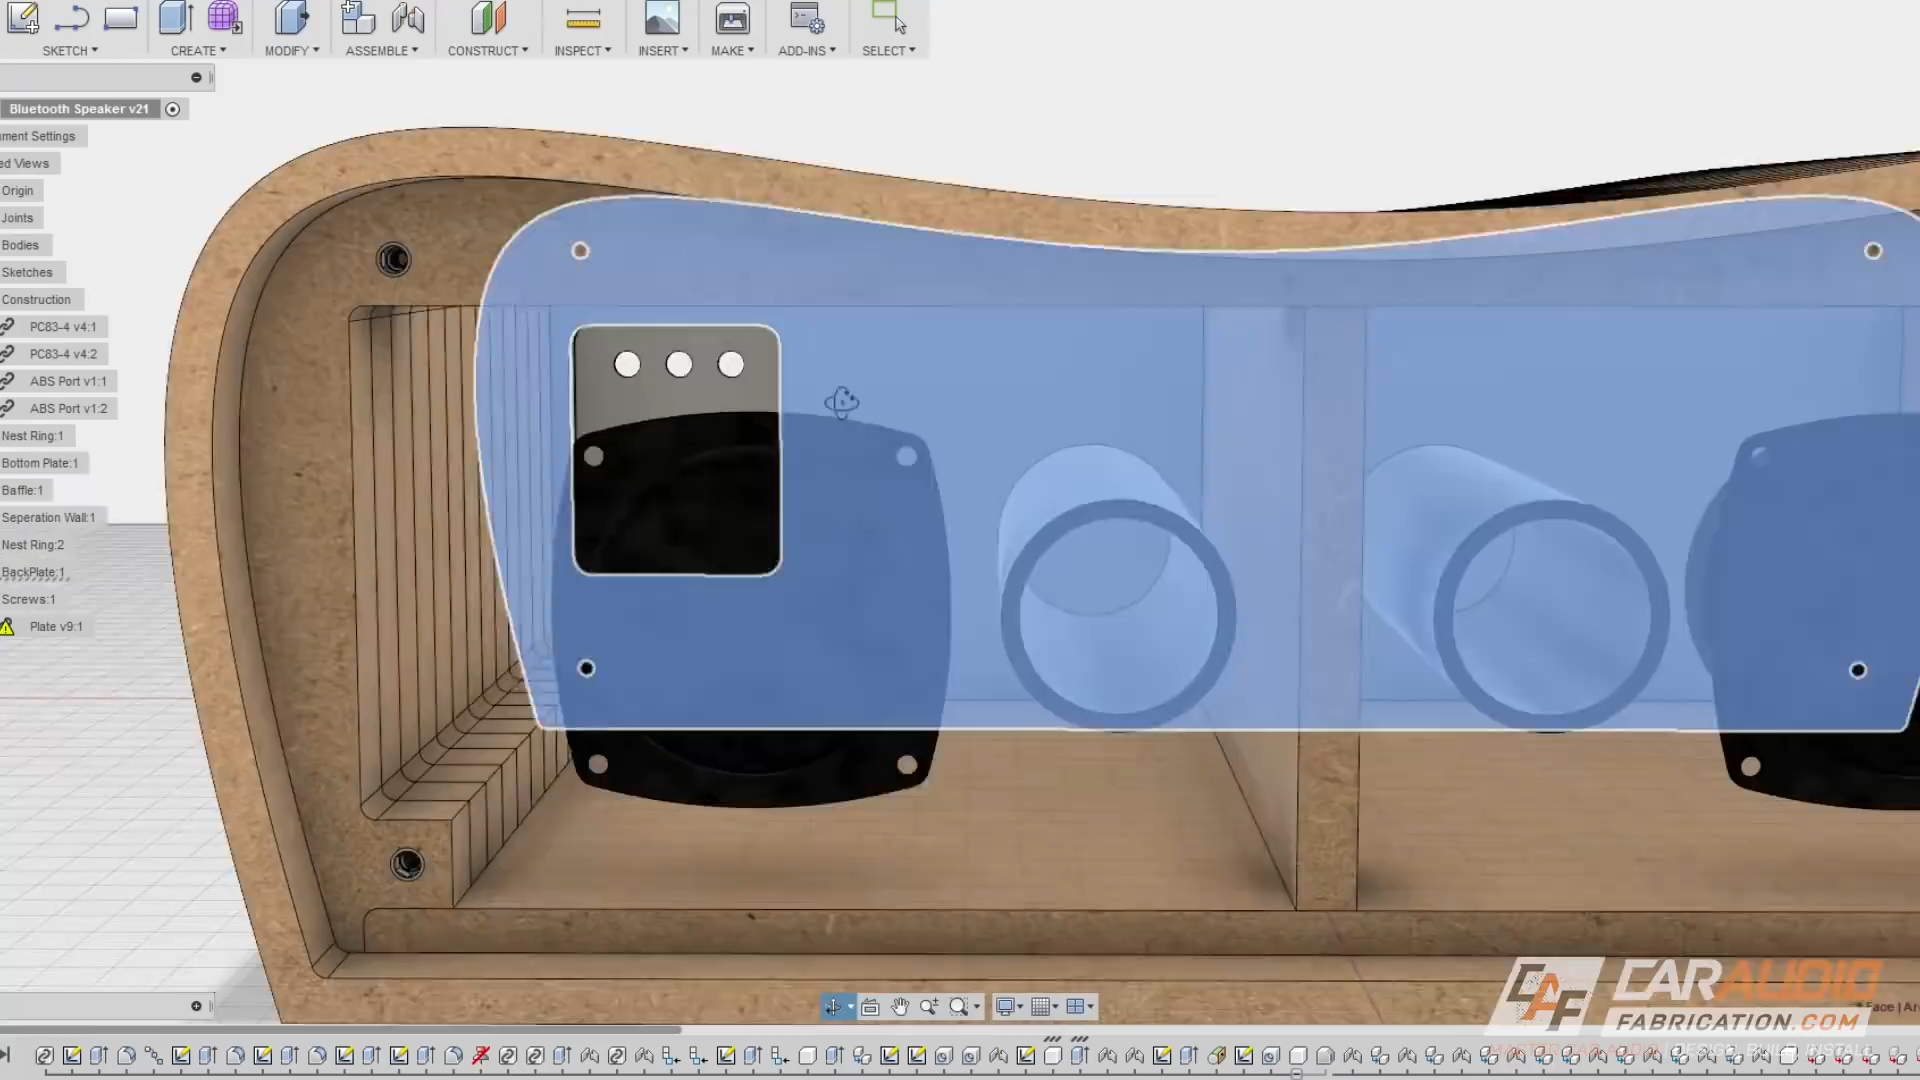 SKETCH CREATE MODIFY ASSEMBLE CONSTRUCT INSPECT INSERT MAKE ADD-INS SELECT
Bluetooth Speaker v21
ment Settings
ed Views
Origin
Joints
Bodies
Sketches
Construction
PC83-4 v4:1
PC83-4 v4:2
ABS Port v1:1
ABS Port v1:2
Nest Ring:1
Bottom Plate:1
Baffle:1
Seperation Wall:1
Nest Ring:2
BackPlate:1
Screws:1
Plate v9:1
CAF CAR AUDIO
FABRICATION.COM
Face |